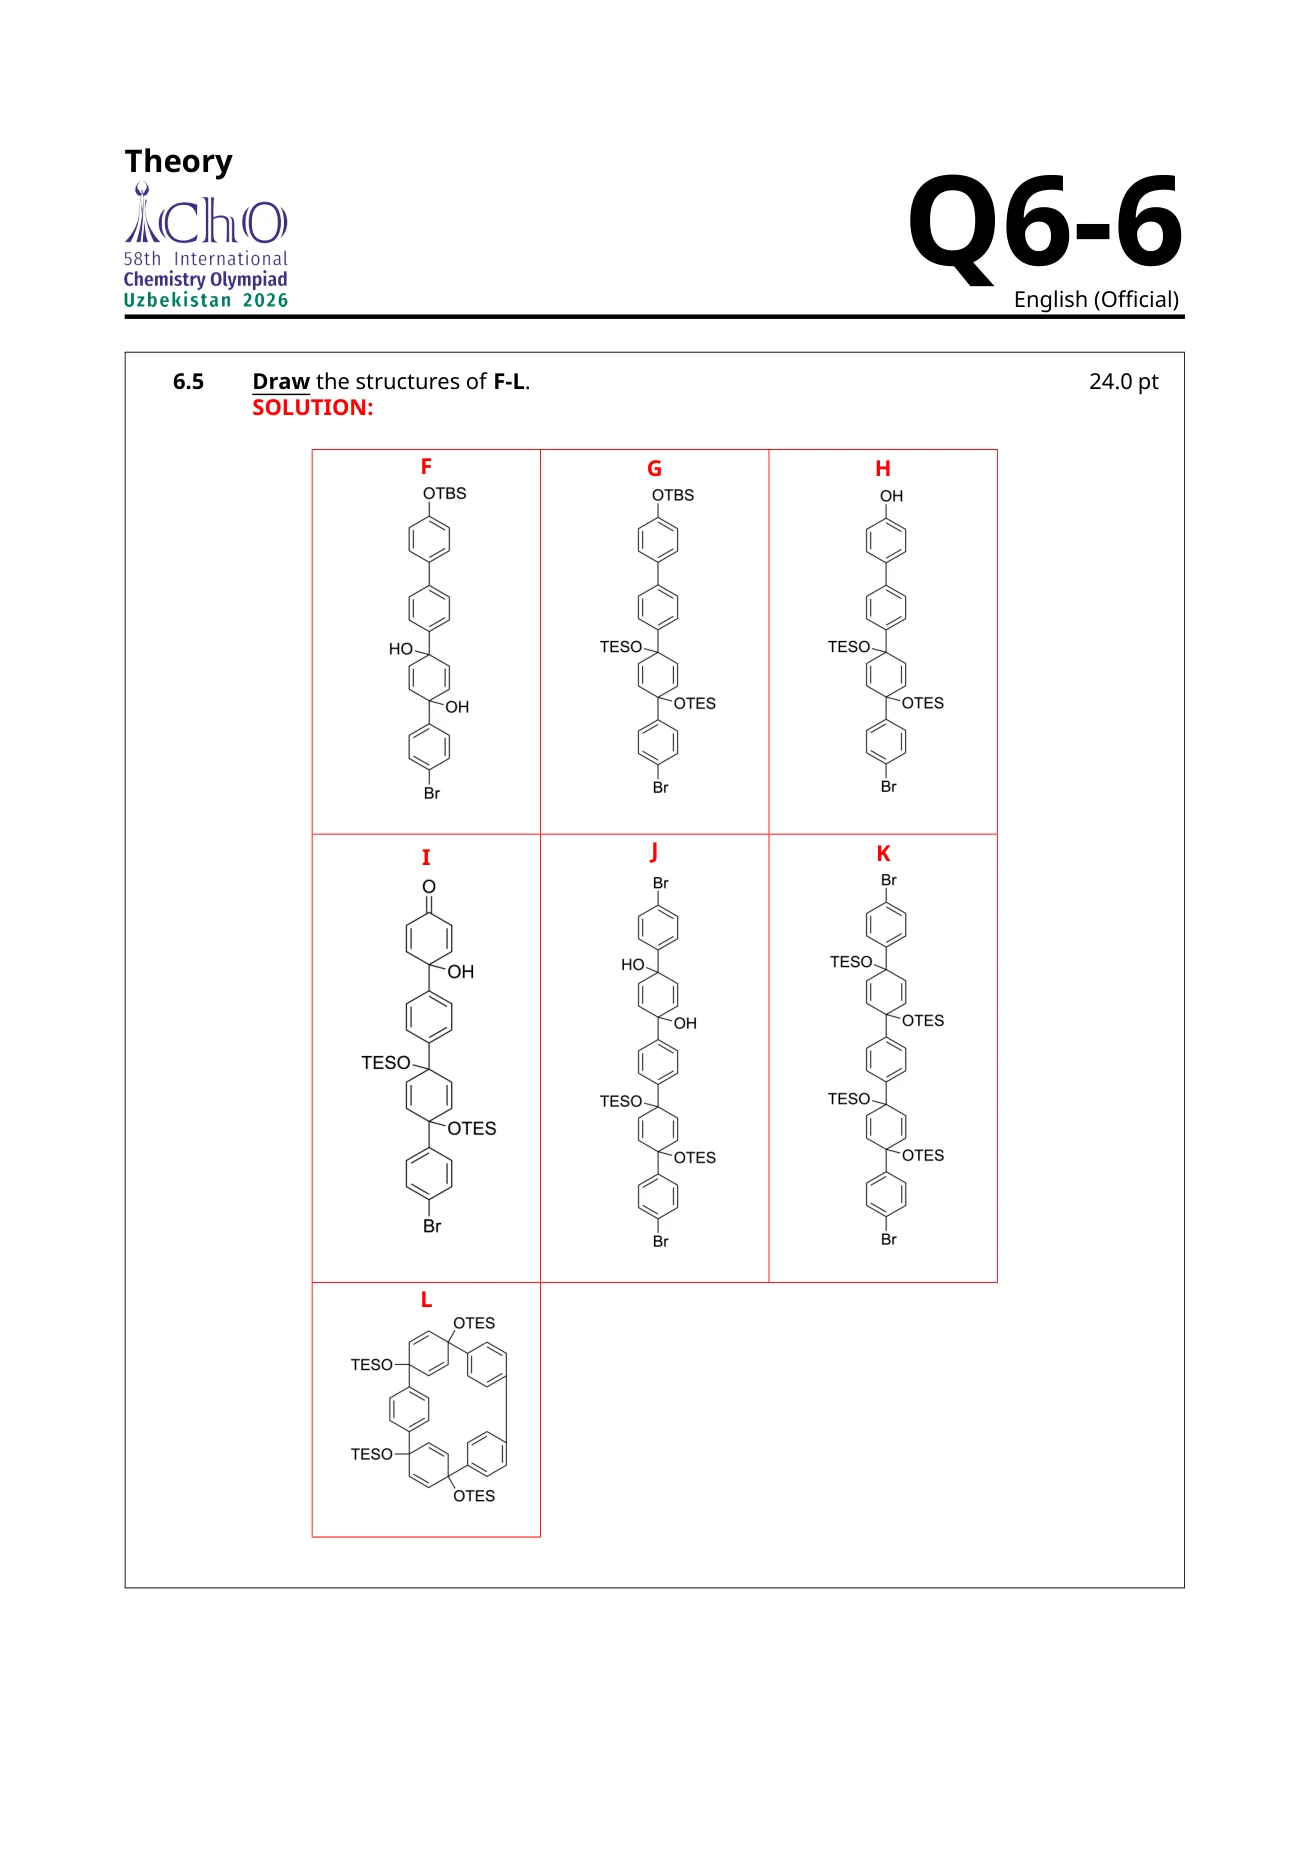 Theory
IChO
58th International
Chemistry Olympiad
Uzbekistan 2026
Q6-6
English (Official)
6.5 Draw the structures of F-L. 24.0 pt
SOLUTION:
F
OTBS
HO
OH
Br
G
OTBS
TESO
OTES
Br
H
OH
TESO
OTES
Br
I
O
OH
TESO
OTES
Br
J
Br
HO
OH
TESO
OTES
Br
K
Br
TESO
OTES
TESO
OTES
Br
L
OTES
TESO
TESO
OTES